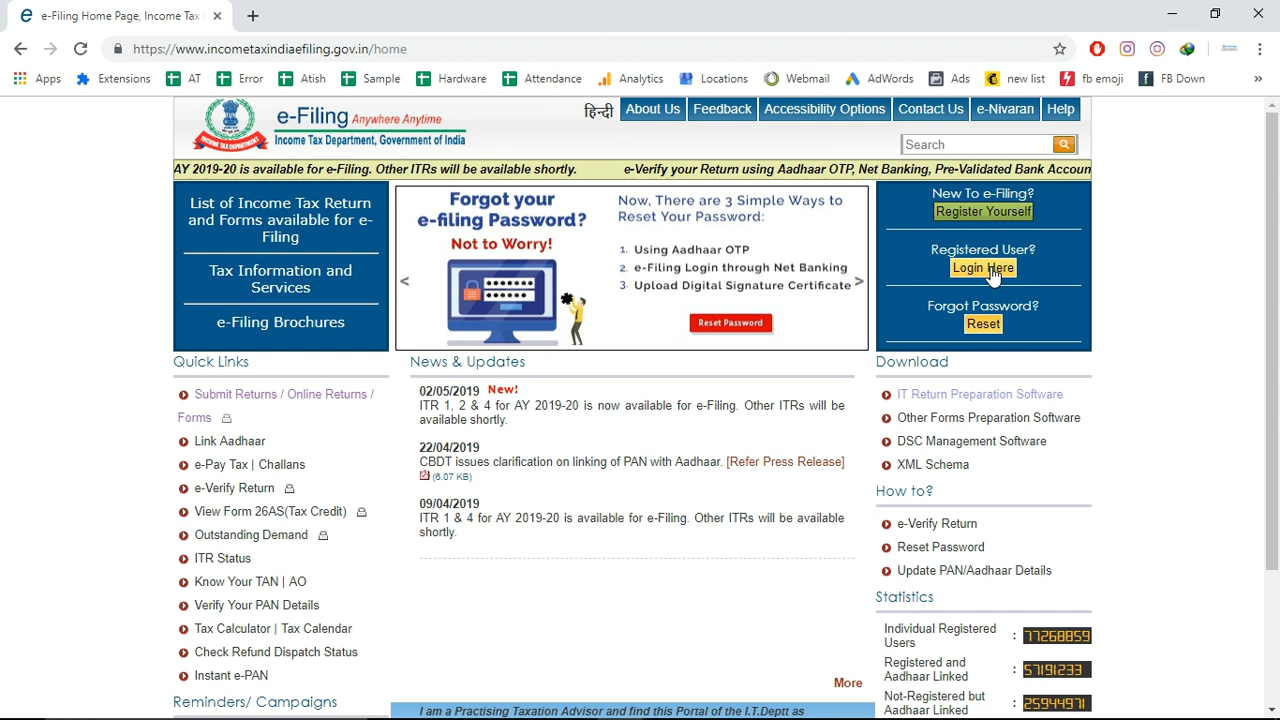 e-Filing Home Page, Income Tax
https://www.incometaxindiaefiling.gov.in/home
Apps Extensions AT Error Atish Sample Hardware Attendance Analytics Locations Webmail AdWords Ads new list fb emoji FB Down »
e-Filing Anywhere Anytime
Income Tax Department, Government of India
हिन्दी About Us Feedback Accessibility Options Contact Us e-Nivaran Help
Search
AY 2019-20 is available for e-Filing. Other ITRs will be available shortly. e-Verify your Return using Aadhaar OTP, Net Banking, Pre-Validated Bank Accoun
List of Income Tax Return
and Forms available for e-
Filing
Tax Information and
Services
e-Filing Brochures
Forgot your
e-filing Password?
Not to Worry!
Now, There are 3 Simple Ways to
Reset Your Password:
1. Using Aadhaar OTP
2. e-Filing Login through Net Banking
3. Upload Digital Signature Certificate
Reset Password
< >
New To e-Filing?
Register Yourself
Registered User?
Login Here
Forgot Password?
Reset
Quick Links
Submit Returns / Online Returns /
Forms
Link Aadhaar
e-Pay Tax | Challans
e-Verify Return
View Form 26AS(Tax Credit)
Outstanding Demand
ITR Status
Know Your TAN | AO
Verify Your PAN Details
Tax Calculator | Tax Calendar
Check Refund Dispatch Status
Instant e-PAN
Reminders/ Campaigns
News & Updates
02/05/2019 New!
ITR 1, 2 & 4 for AY 2019-20 is now available for e-Filing. Other ITRs will be
available shortly.
22/04/2019
CBDT issues clarification on linking of PAN with Aadhaar. [Refer Press Release]
(6.07 KB)
09/04/2019
ITR 1 & 4 for AY 2019-20 is available for e-Filing. Other ITRs will be available
shortly.
More
I am a Practising Taxation Advisor and find this Portal of the I.T.Deptt as
Download
IT Return Preparation Software
Other Forms Preparation Software
DSC Management Software
XML Schema
How to?
e-Verify Return
Reset Password
Update PAN/Aadhaar Details
Statistics
Individual Registered
Users : 77268859
Registered and
Aadhaar Linked : 57191233
Not-Registered but
Aadhaar Linked : 25944971